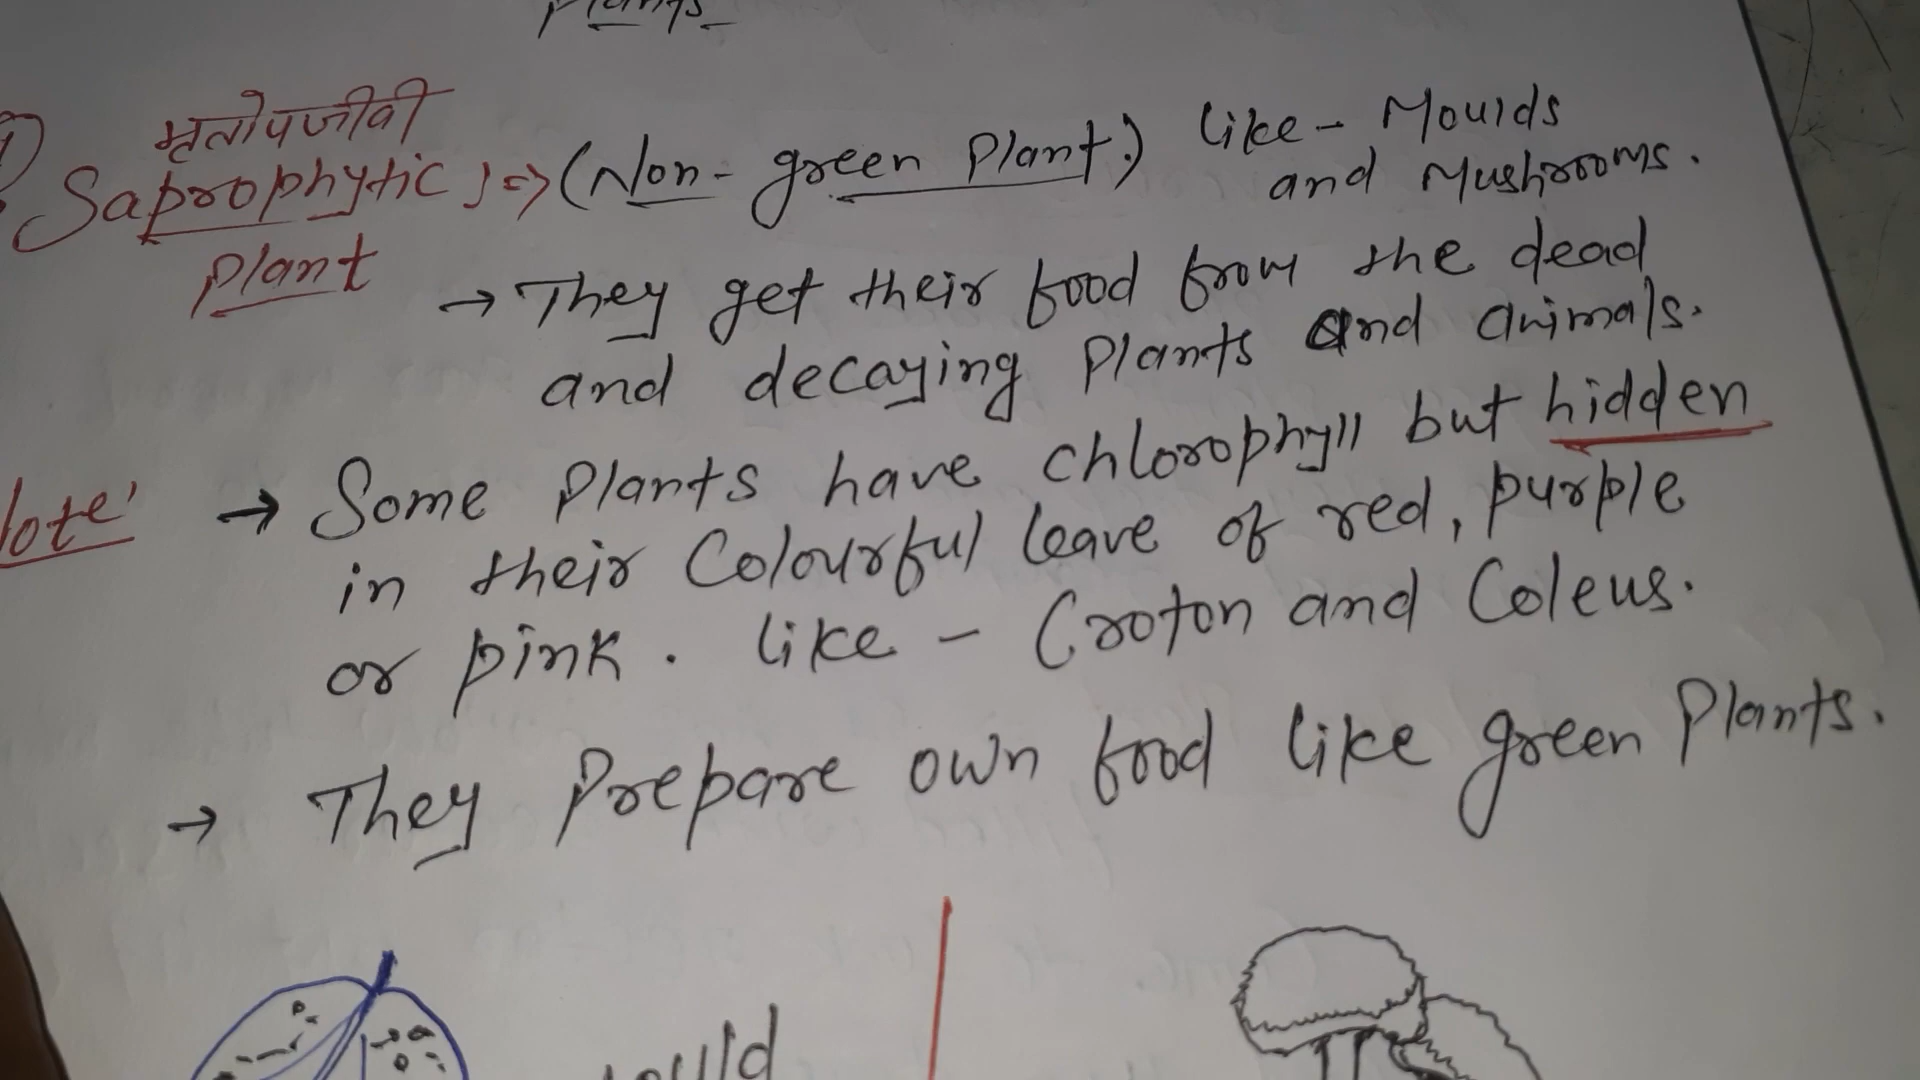 Plants
मृतोपजीवी
Saprophytic ⇒ (Non-green Plant.) like - Moulds
Plant
and Mushrooms.
→ They get their food from the dead
and decaying Plants and animals.
Note' → Some Plants have chlorophyll but hidden
in their Colourful leave of red, purple
or pink. like - Croton and Coleus.
→ They Prepare own food like green Plants.